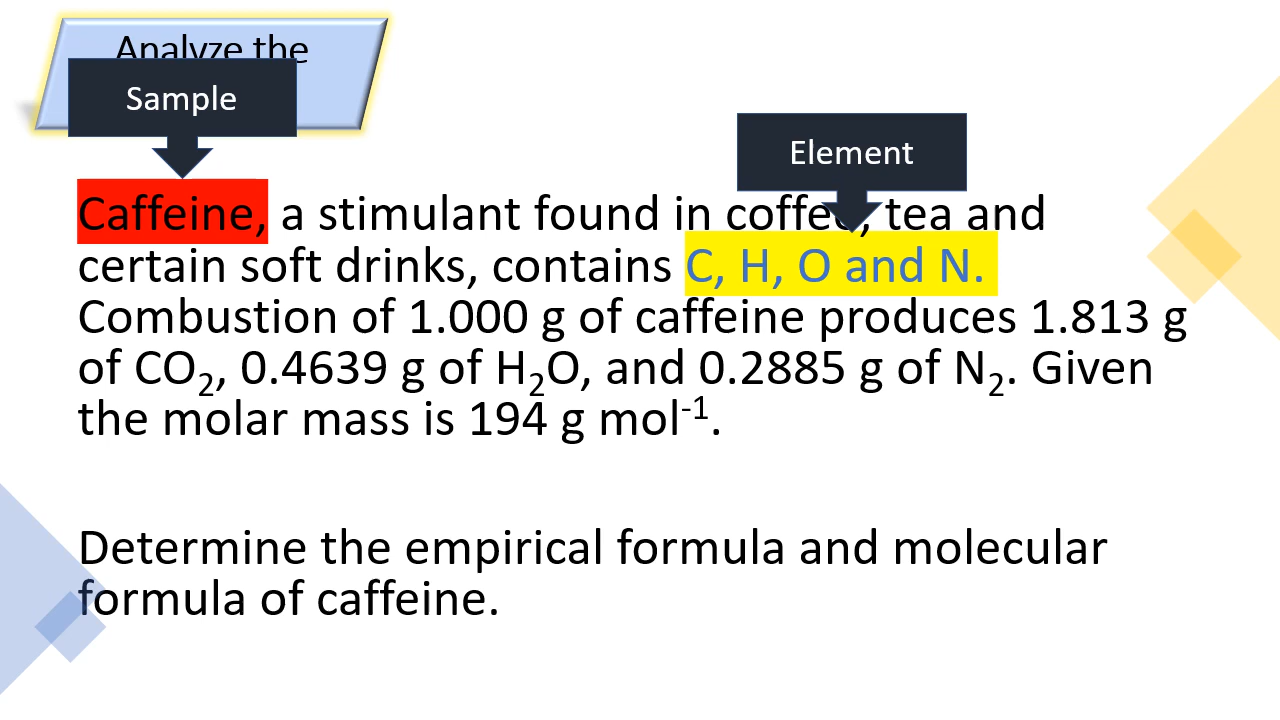 Analyze the
Sample
Element
Caffeine, a stimulant found in coffee, tea and
certain soft drinks, contains C, H, O and N.
Combustion of 1.000 g of caffeine produces 1.813 g
of CO₂, 0.4639 g of H₂O, and 0.2885 g of N₂. Given
the molar mass is 194 g mol⁻¹.
Determine the empirical formula and molecular
formula of caffeine.